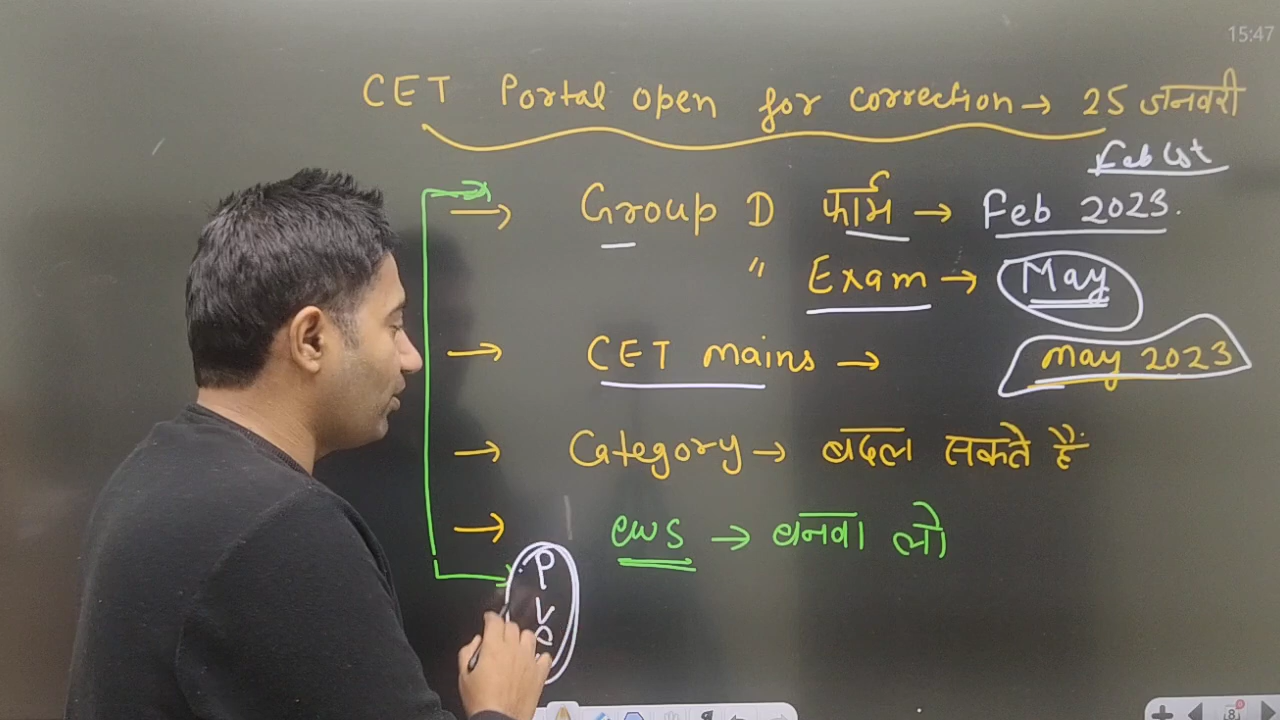 15:47
CET Portal open for correction → 25 जनवरी
Feb
→ Group D फार्म → Feb 2023.
" Exam → May
→ CET mains → May 2023
→ Category → बदल सकते हैं
→ EWS → बनवा लो
P
V